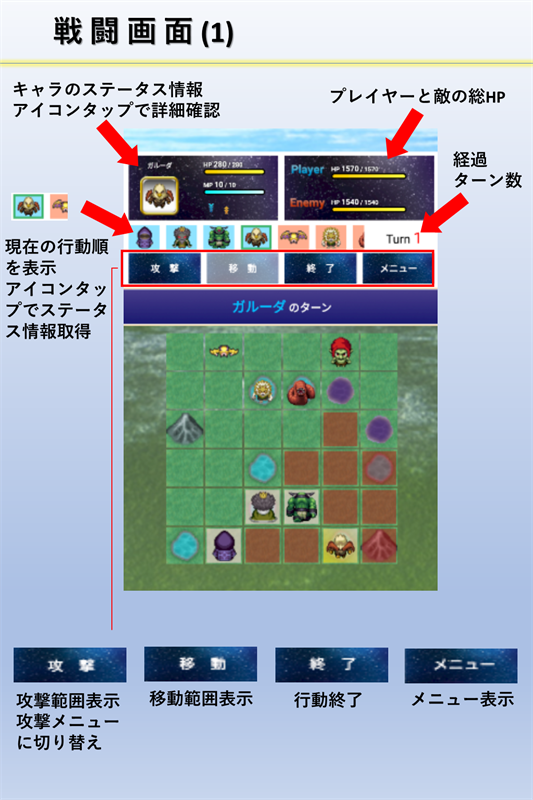 戦闘画面(1)
キャラのステータス情報
アイコンタップで詳細確認
プレイヤーと敵の総HP
ガルーダ
HP 280 / 280
MP 10 / 10
Player HP 1570 / 1570
Enemy HP 1540 / 1540
経過
ターン数
Turn 1
現在の行動順
を表示
アイコンタッ
プでステータ
ス情報取得
攻撃 移動 終了 メニュー
ガルーダ のターン
攻撃 移動 終了 メニュー
攻撃範囲表示
攻撃メニュー
に切り替え
移動範囲表示
行動終了
メニュー表示